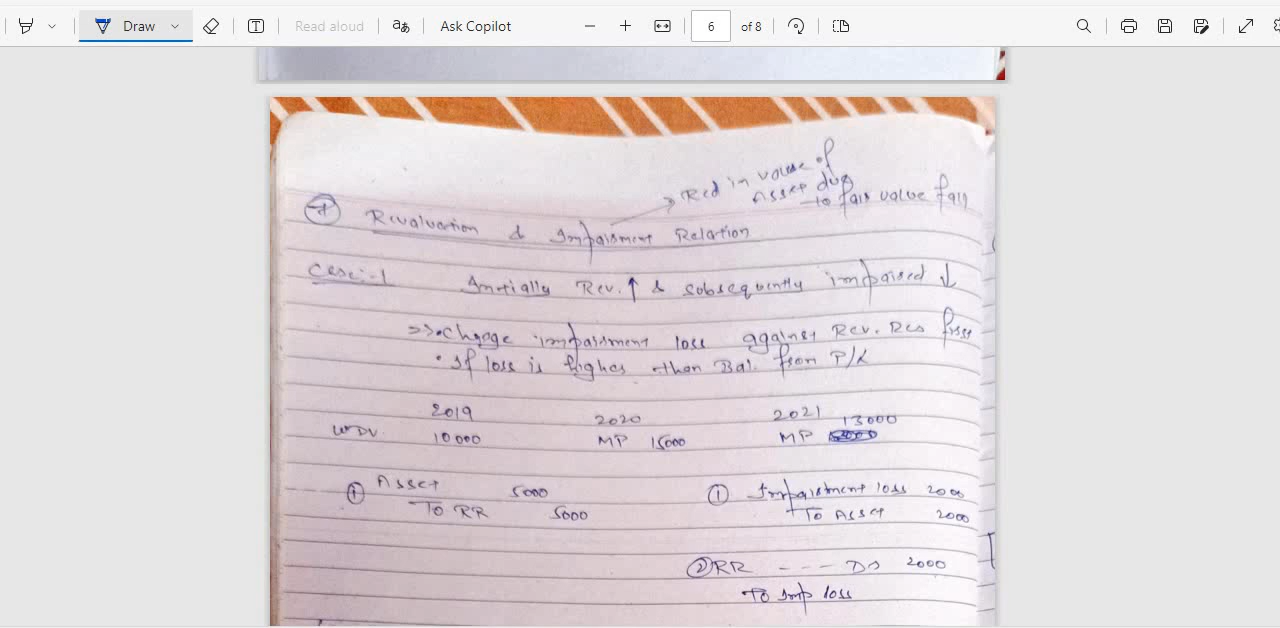 Draw
Read aloud
aあ
Ask Copilot
6 of 8
Red in value of
Asset due
to fair value fall
Revaluation & Impairment Relation
Case:-1 Initially Rev. ↑ & subsequently impaired ↓
=>• Charge impairment loss against Rev. Res first
• If loss is higher than Bal. from P/L
2019 2020 2021 13000
WDV 10000 MP 15000 MP
① Asset 5000
To RR 5000
① Impairment loss 2000
To Asset 2000
② RR --- Dr 2000
To Imp loss